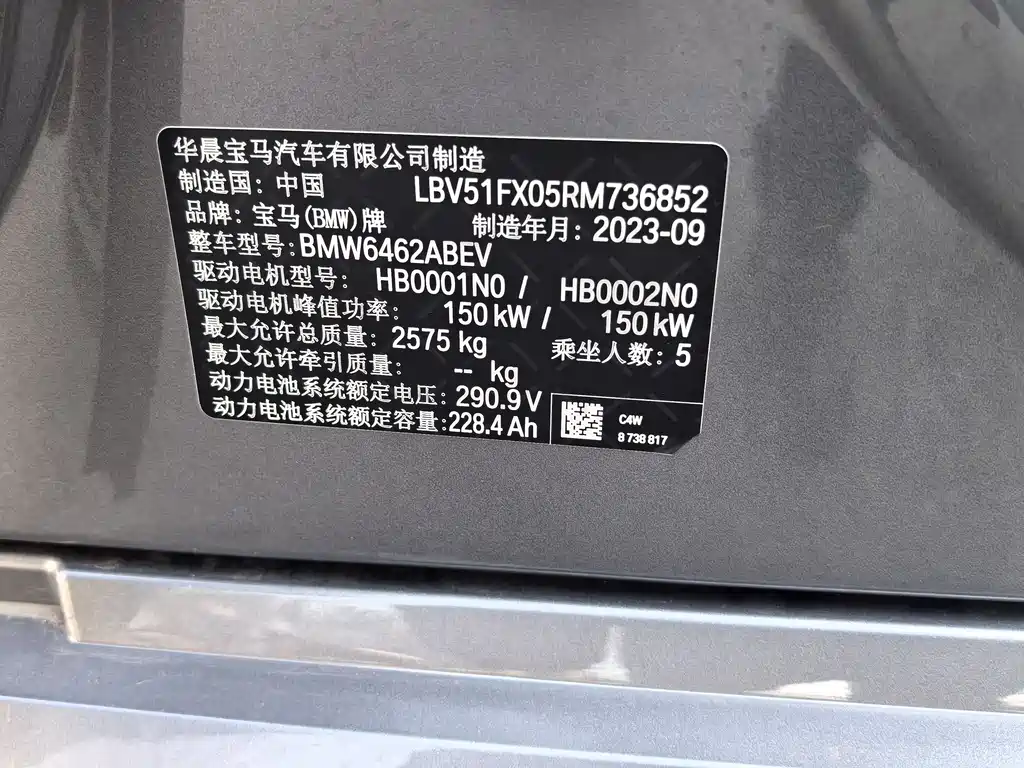 华晨宝马汽车有限公司制造
制造国：中国 LBV51FX05RM736852
品牌：宝马(BMW)牌 制造年月：2023-09
整车型号：BMW6462ABEV
驱动电机型号： HB0001N0 / HB0002N0
驱动电机峰值功率： 150 kW / 150 kW
最大允许总质量： 2575 kg 乘坐人数：5
最大允许牵引质量： -- kg
动力电池系统额定电压：290.9 V
动力电池系统额定容量：228.4 Ah
C4W
8 738 817